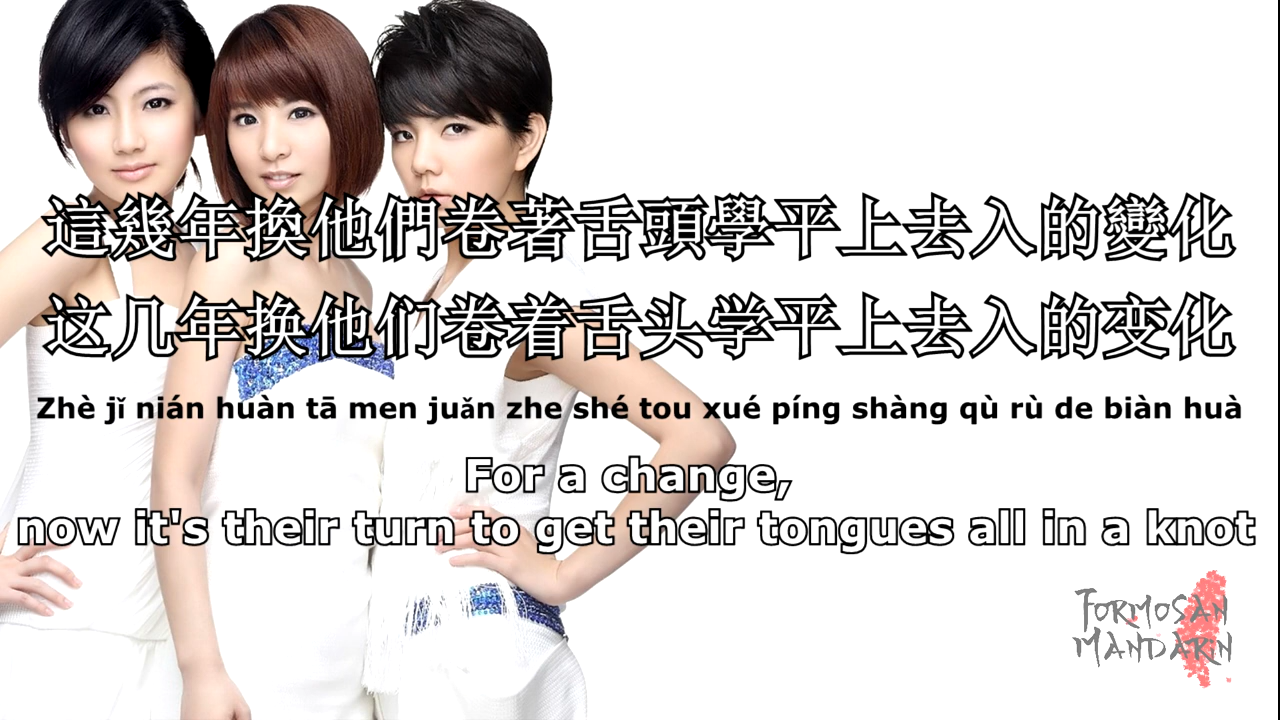 這幾年換他們卷著舌頭學平上去入的變化
这几年换他们卷着舌头学平上去入的变化
Zhè jǐ nián huàn tā men juǎn zhe shé tou xué píng shàng qù rù de biàn huà
For a change,
now it's their turn to get their tongues all in a knot
FORMOSAN
MANDARIN